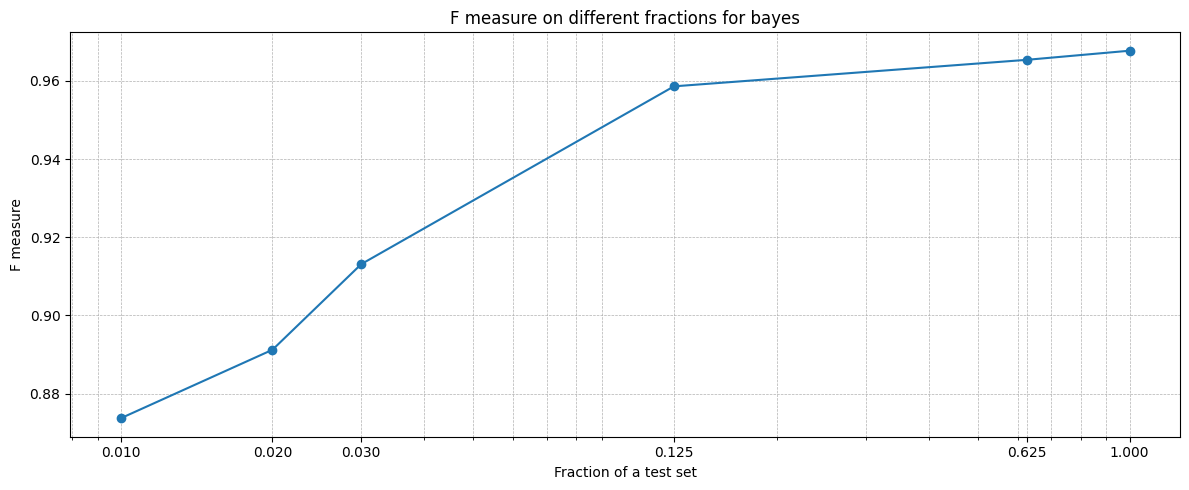 F measure on different fractions for bayes
F measure
0.96
0.94
0.92
0.90
0.88
0.010 0.020 0.030 0.125 0.625 1.000
Fraction of a test set